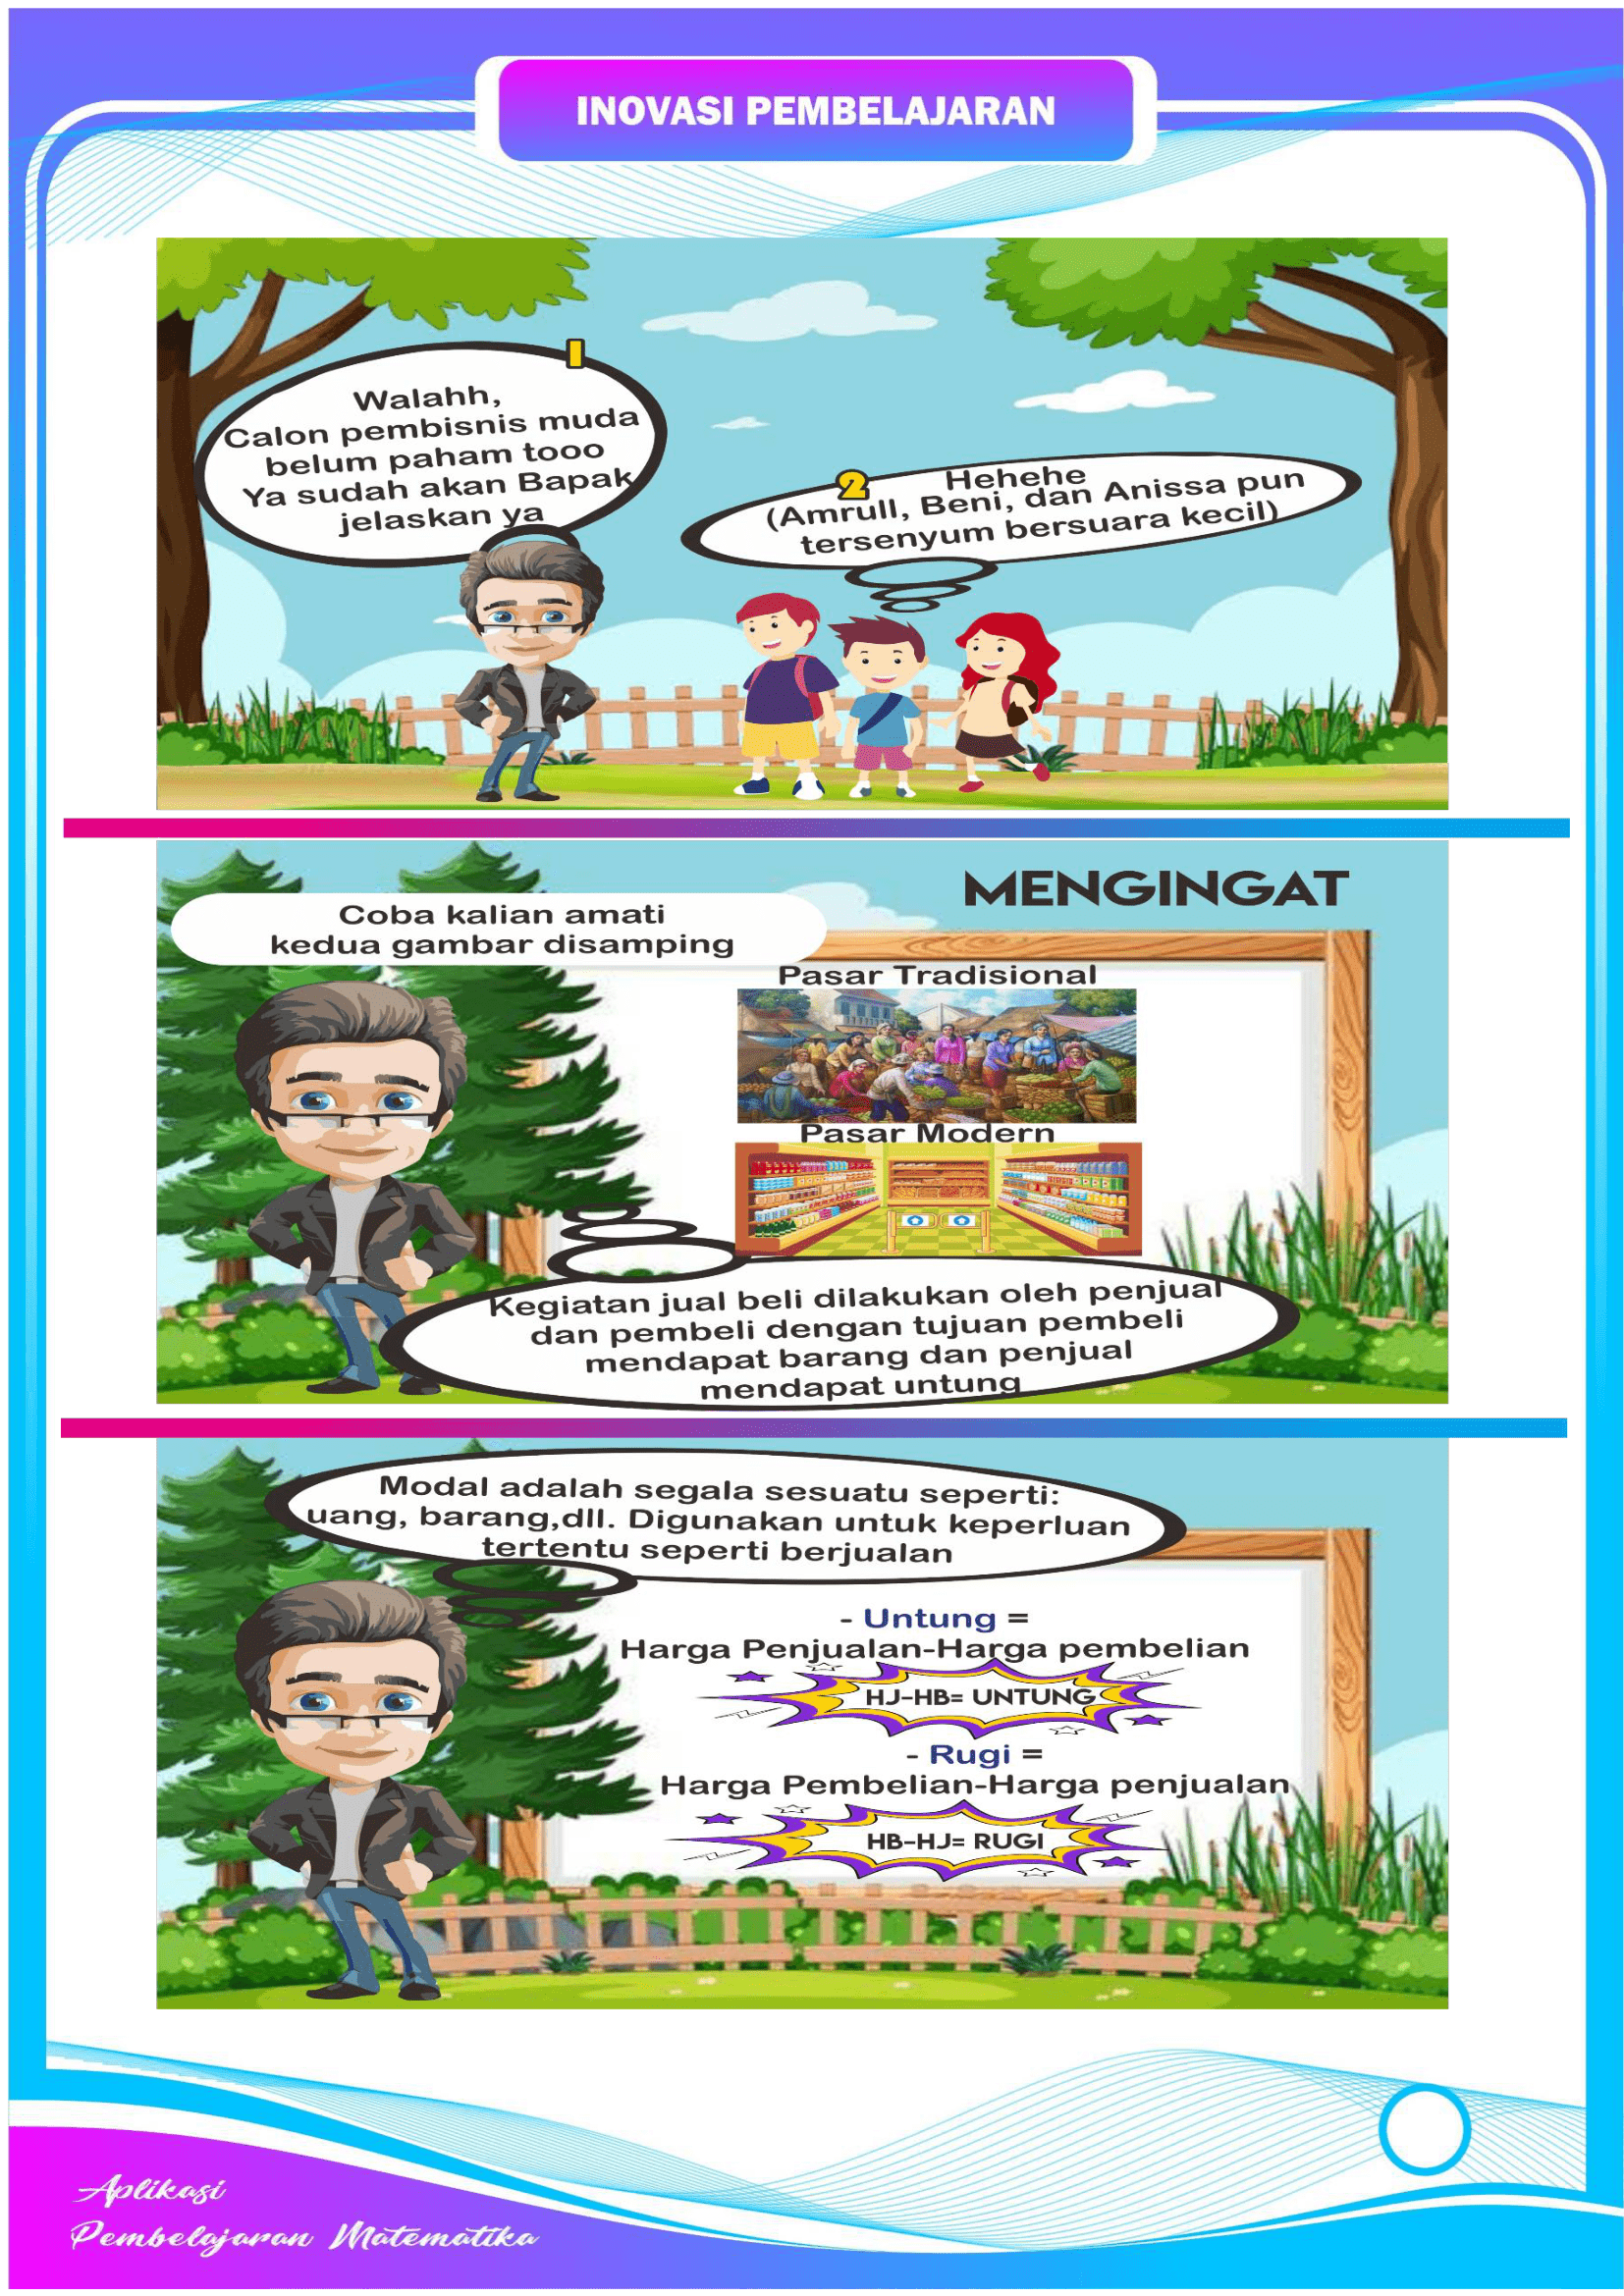 INOVASI PEMBELAJARAN
1
Walahh,
Calon pembisnis muda
belum paham tooo
Ya sudah akan Bapak
jelaskan ya
2
Hehehe
(Amrull, Beni, dan Anissa pun
tersenyum bersuara kecil)
MENGINGAT
Coba kalian amati
kedua gambar disamping
Pasar Tradisional
Pasar Modern
Kegiatan jual beli dilakukan oleh penjual
dan pembeli dengan tujuan pembeli
mendapat barang dan penjual
mendapat untung
Modal adalah segala sesuatu seperti:
uang, barang,dll. Digunakan untuk keperluan
tertentu seperti berjualan
- Untung =
Harga Penjualan-Harga pembelian
HJ-HB= UNTUNG
- Rugi =
Harga Pembelian-Harga penjualan
HB-HJ= RUGI
Aplikasi
Pembelajaran Matematika